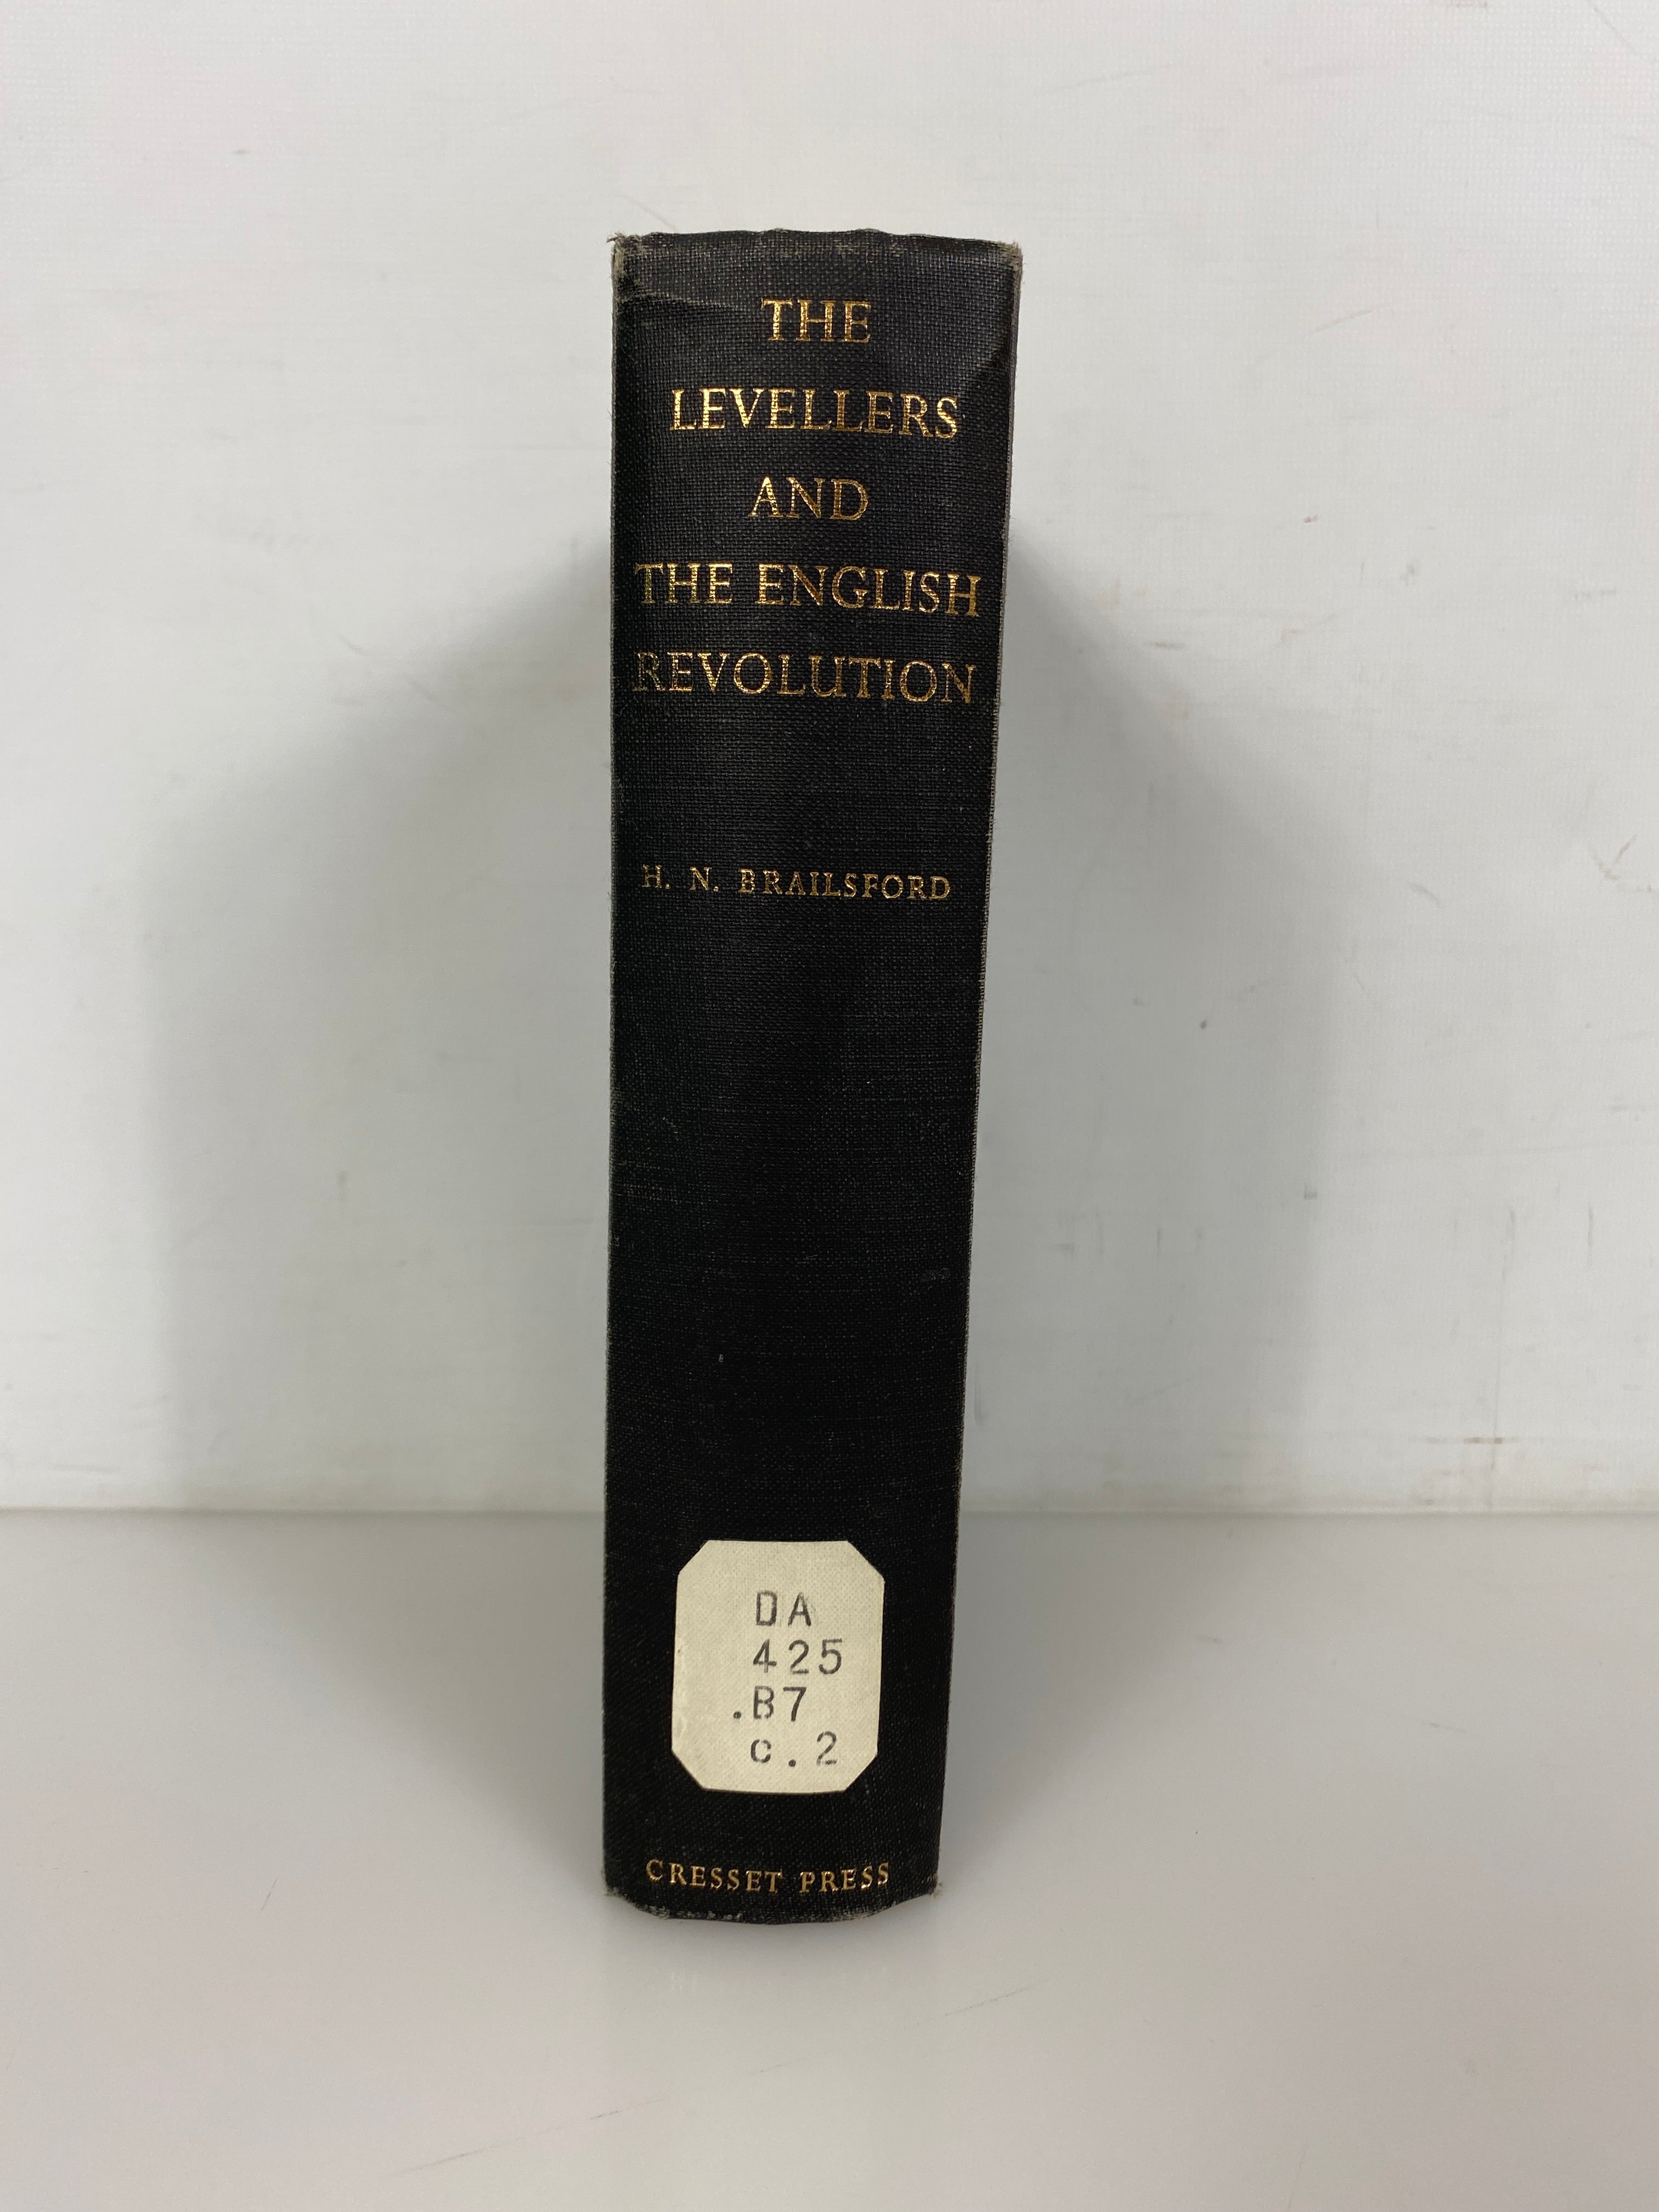 THE
LEVELLERS
AND
THE ENGLISH
REVOLUTION
H. N. BRAILSFORD
DA
425
.B7
c.2
CRESSET PRESS